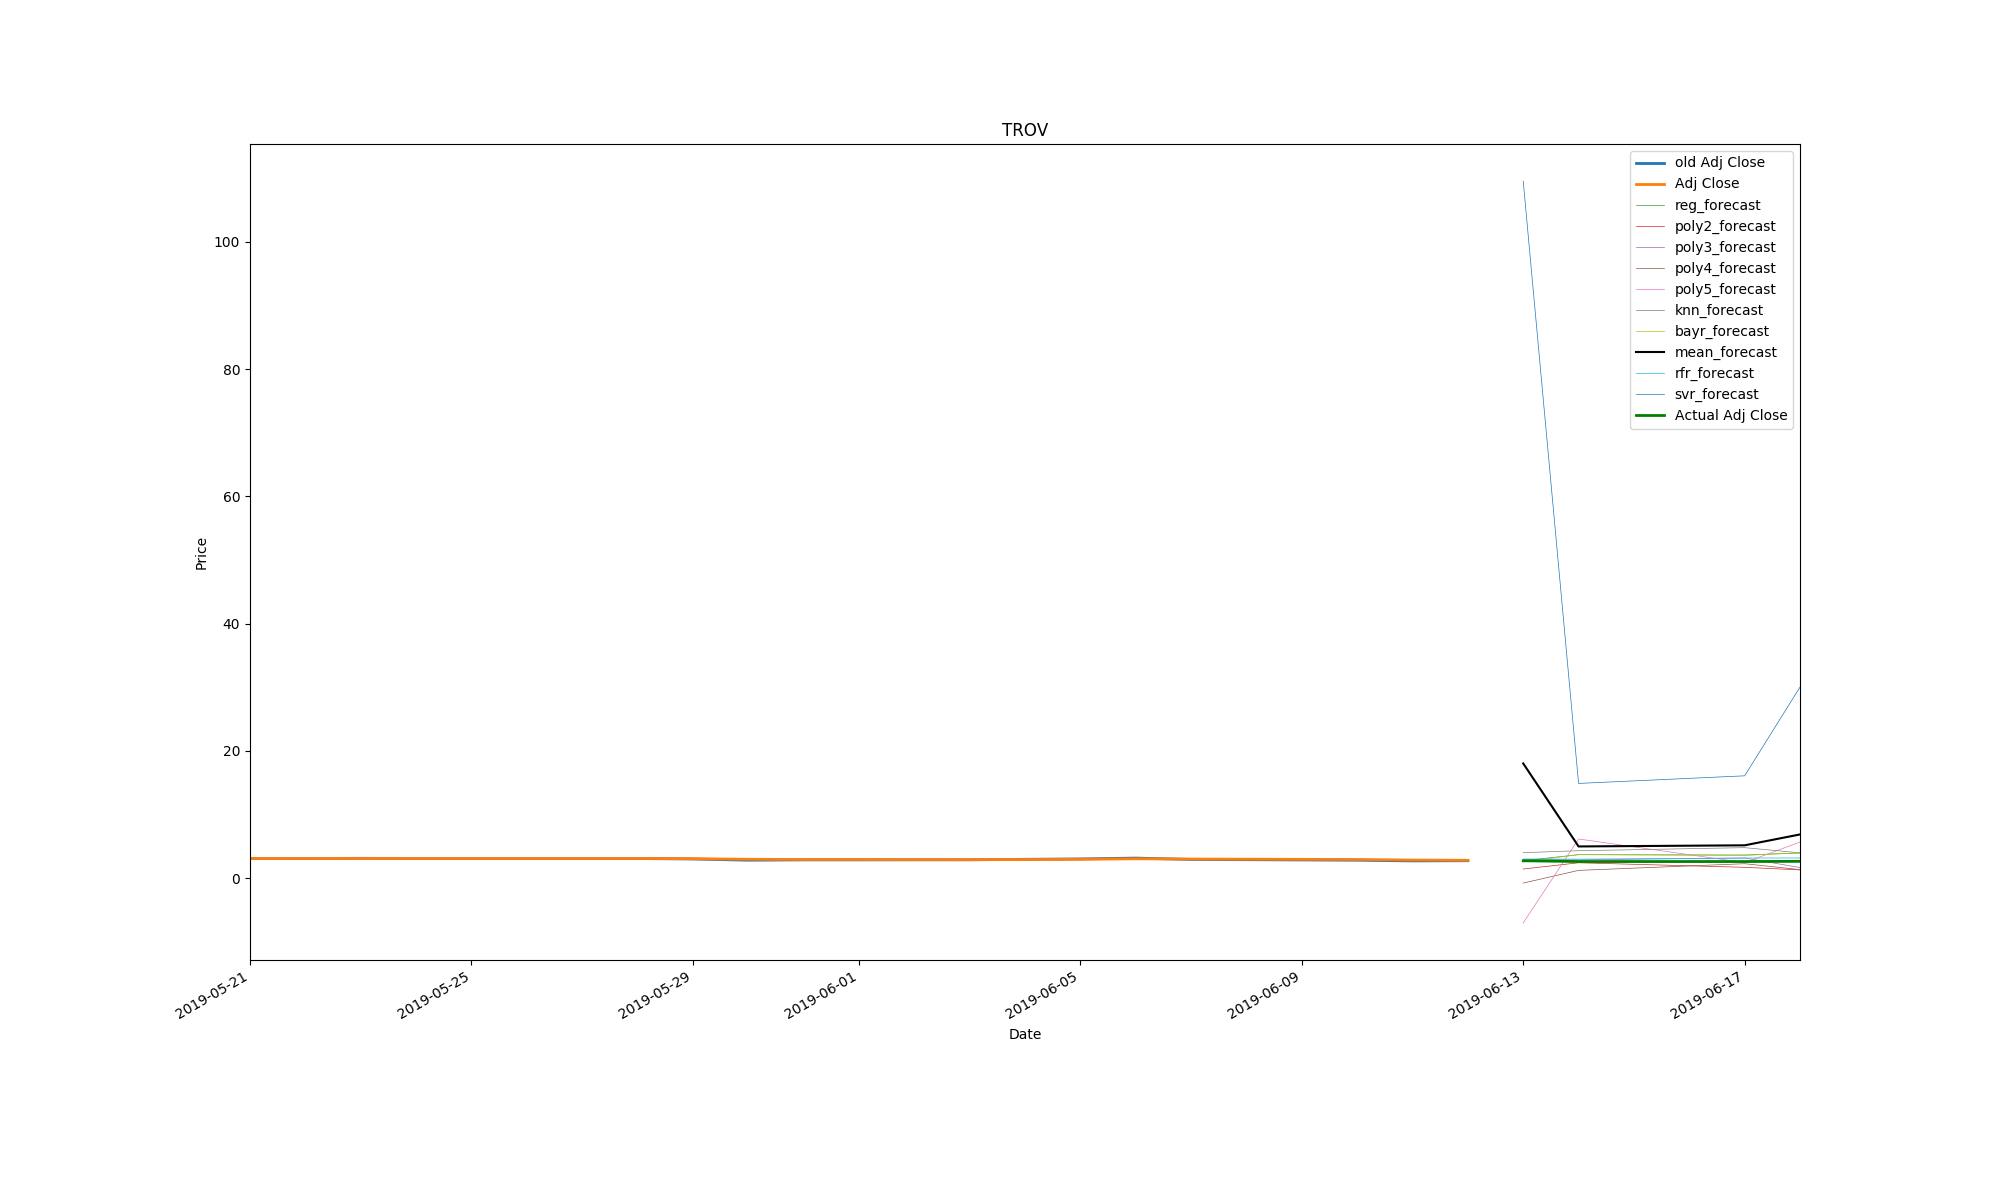 TROV
old Adj Close
Adj Close
reg_forecast
poly2_forecast
poly3_forecast
poly4_forecast
poly5_forecast
knn_forecast
bayr_forecast
mean_forecast
rfr_forecast
svr_forecast
Actual Adj Close
100
80
60
40
20
0
Price
2019-05-21
2019-05-25
2019-05-29
2019-06-01
2019-06-05
2019-06-09
2019-06-13
2019-06-17
Date